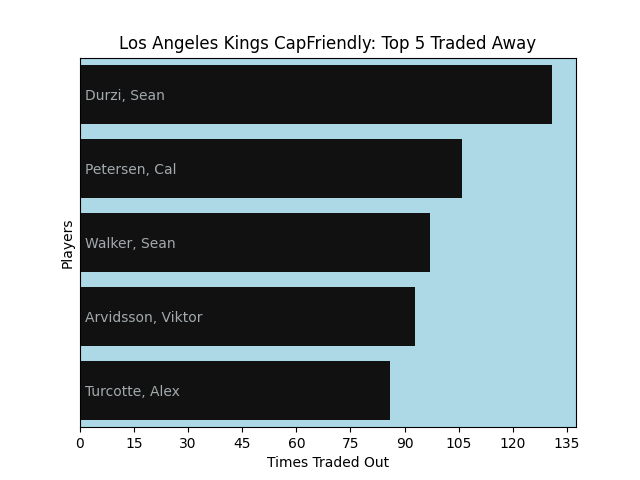 Los Angeles Kings CapFriendly: Top 5 Traded Away
Players
Durzi, Sean
Petersen, Cal
Walker, Sean
Arvidsson, Viktor
Turcotte, Alex
0 15 30 45 60 75 90 105 120 135
Times Traded Out